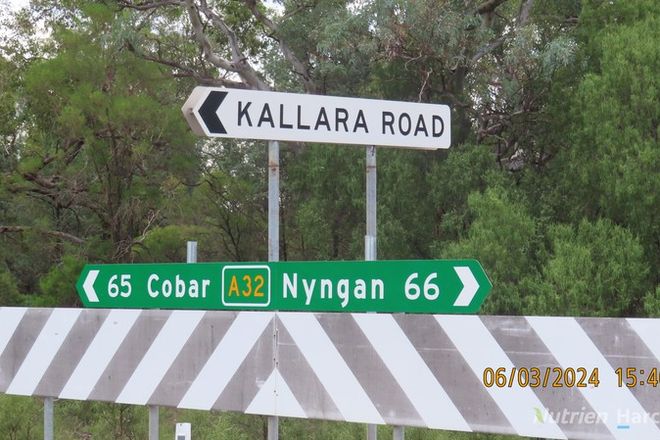 KALLARA ROAD
65 Cobar A32 Nyngan 66
06/03/2024 15:4
Nutrien Harc